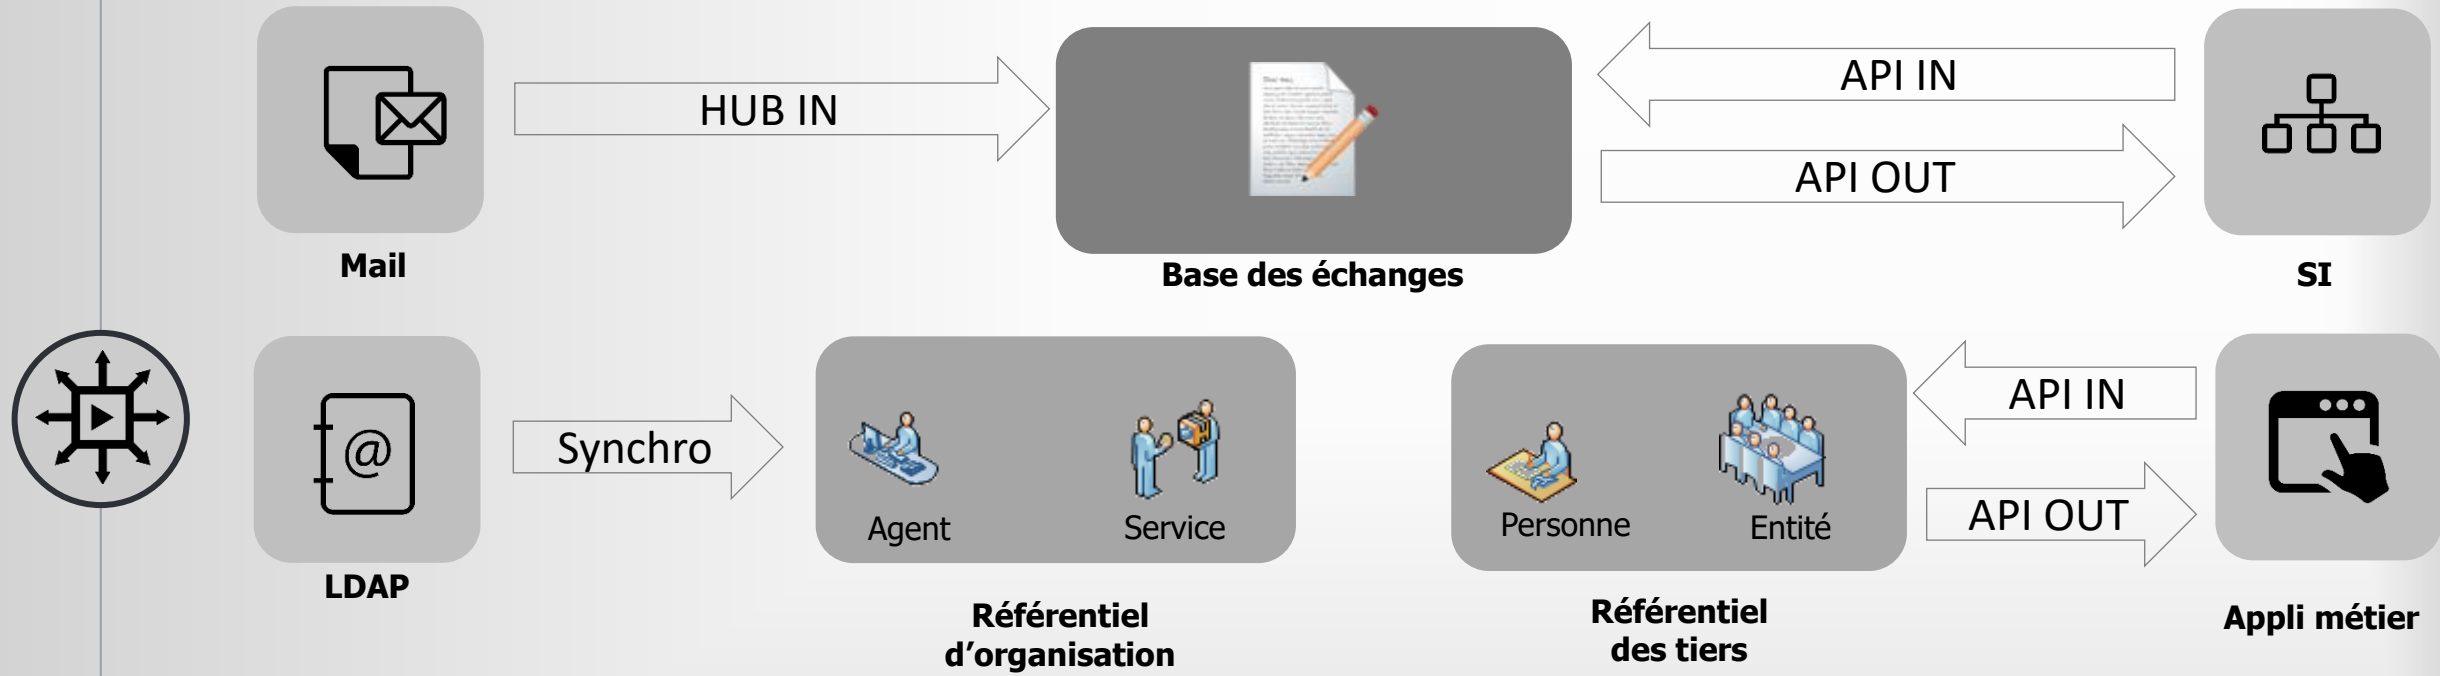 HUB IN
API IN
API OUT
Mail
Base des échanges
SI
Synchro
Agent
Service
Personne
Entité
API IN
API OUT
LDAP
Référentiel
d’organisation
Référentiel
des tiers
Appli métier